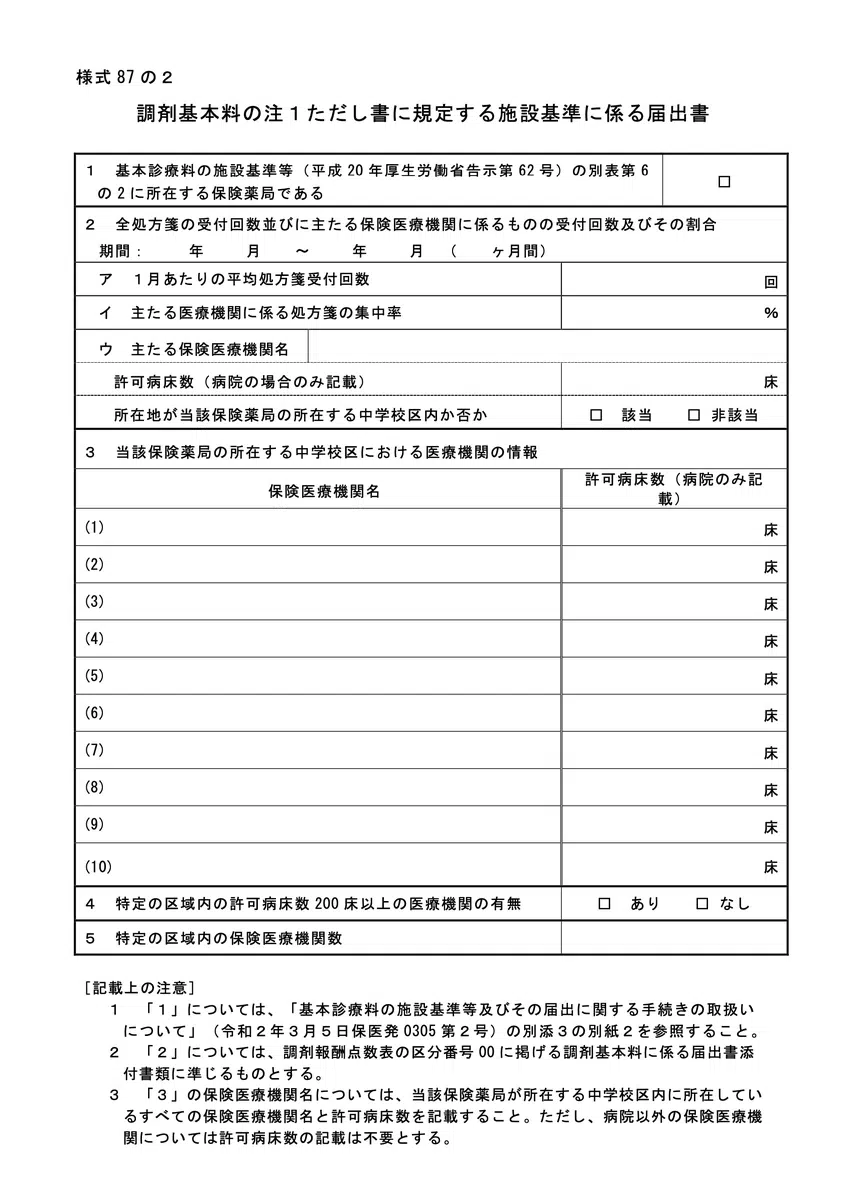 様式 87 の２
調剤基本料の注１ただし書に規定する施設基準に係る届出書
１　基本診療料の施設基準等（平成 20 年厚生労働省告示第 62 号）の別表第 6
の 2 に所在する保険薬局である
□
２　全処方箋の受付回数並びに主たる保険医療機関に係るものの受付回数及びその割合
期間：　　　年　　　月　　～　　　年　　　月　（　　ヶ月間）
ア　１月あたりの平均処方箋受付回数　回
イ　主たる医療機関に係る処方箋の集中率　％
ウ　主たる保険医療機関名
許可病床数（病院の場合のみ記載）　床
所在地が当該保険薬局の所在する中学校区内か否か　□　該当　□　非該当
３　当該保険薬局の所在する中学校区における医療機関の情報
保険医療機関名
許可病床数（病院のみ記
載）
(1)　床
(2)　床
(3)　床
(4)　床
(5)　床
(6)　床
(7)　床
(8)　床
(9)　床
(10)　床
４　特定の区域内の許可病床数 200 床以上の医療機関の有無　□　あり　□　なし
５　特定の区域内の保険医療機関数
［記載上の注意］
１　「１」については、「基本診療料の施設基準等及びその届出に関する手続きの取扱い
について」（令和２年３月５日保医発 0305 第２号）の別添３の別紙２を参照すること。
２　「２」については、調剤報酬点数表の区分番号 00 に掲げる調剤基本料に係る届出書添
付書類に準じるものとする。
３　「３」の保険医療機関名については、当該保険薬局が所在する中学校区内に所在してい
るすべての保険医療機関名と許可病床数を記載すること。ただし、病院以外の保険医療機
関については許可病床数の記載は不要とする。